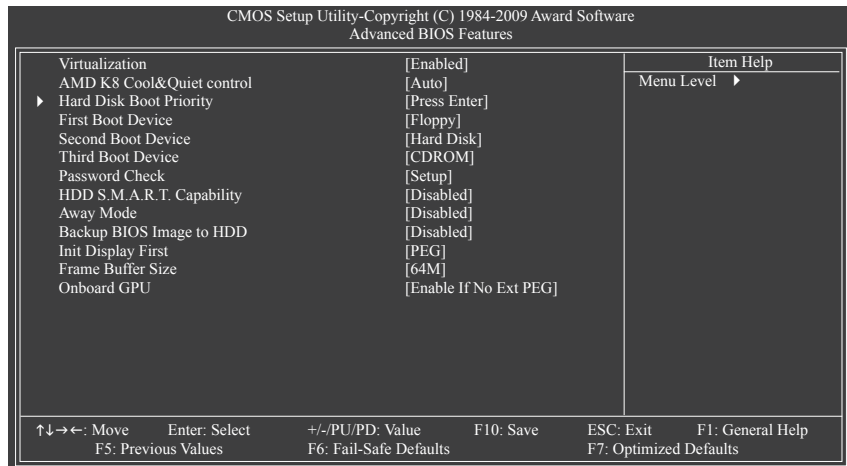 CMOS Setup Utility-Copyright (C) 1984-2009 Award Software
Advanced BIOS Features
Virtualization [Enabled]
AMD K8 Cool&Quiet control [Auto]
Hard Disk Boot Priority [Press Enter]
First Boot Device [Floppy]
Second Boot Device [Hard Disk]
Third Boot Device [CDROM]
Password Check [Setup]
HDD S.M.A.R.T. Capability [Disabled]
Away Mode [Disabled]
Backup BIOS Image to HDD [Disabled]
Init Display First [PEG]
Frame Buffer Size [64M]
Onboard GPU [Enable If No Ext PEG]
Item Help
Menu Level
↑↓→←: Move Enter: Select +/-/PU/PD: Value F10: Save ESC: Exit F1: General Help
F5: Previous Values F6: Fail-Safe Defaults F7: Optimized Defaults